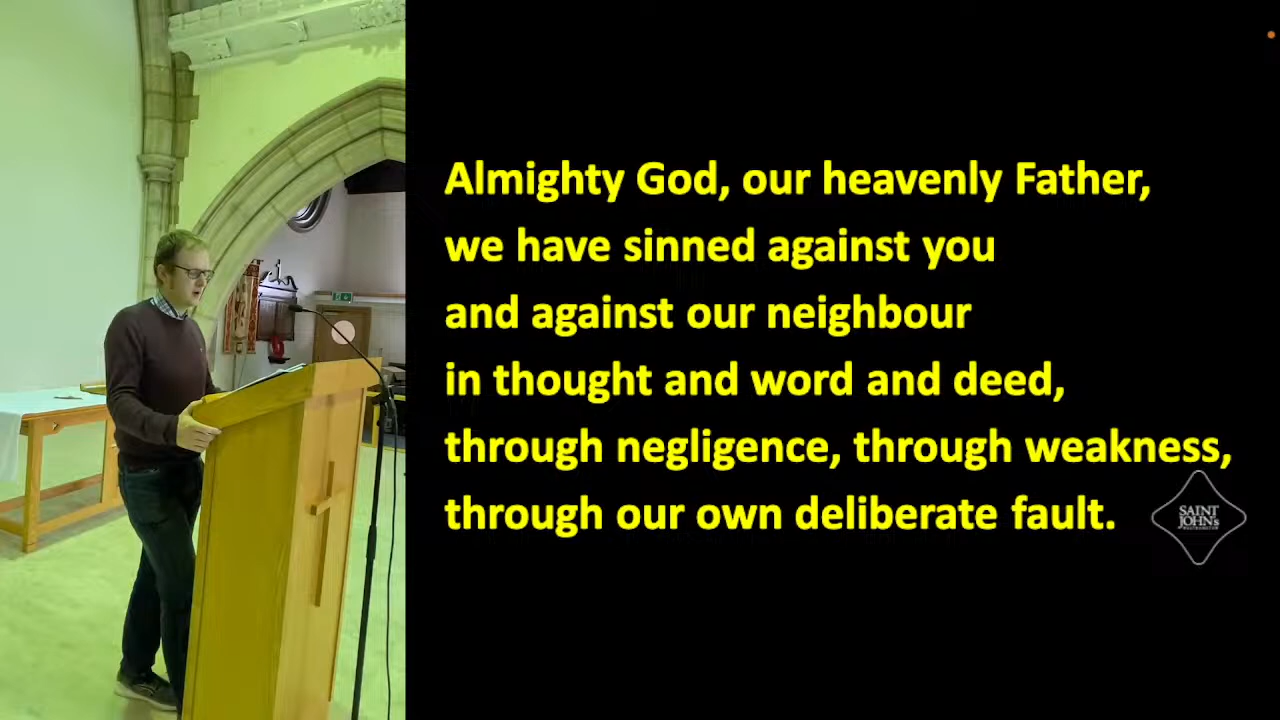 Almighty God, our heavenly Father,
we have sinned against you
and against our neighbour
in thought and word and deed,
through negligence, through weakness,
through our own deliberate fault.
SAINT
JOHN's